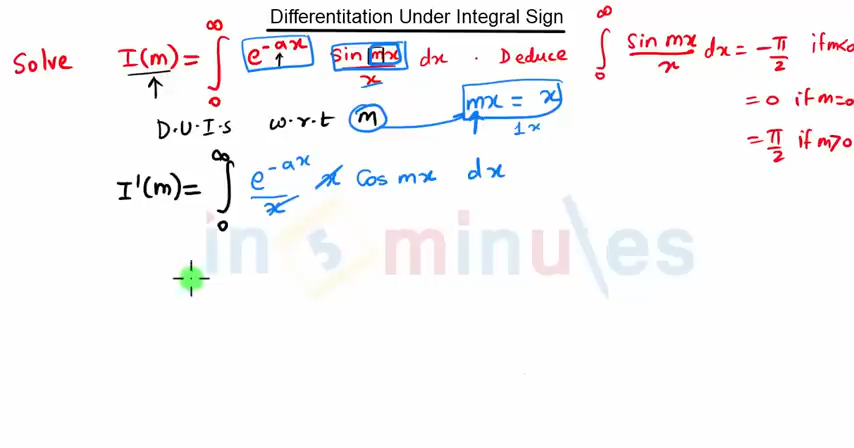 Differentitation Under Integral Sign
Solve I(m) = ∫₀^∞ e^{-ax} sin mx / x dx . Deduce ∫₀^∞ sin mx / x dx = -π/2 if m<0
= 0 if m=0
= π/2 if m>0
D.U.I.S w.r.t m mx = x
1x
I'(m) = ∫₀^∞ e^{-ax} / x x cos mx dx
in 5 minutes